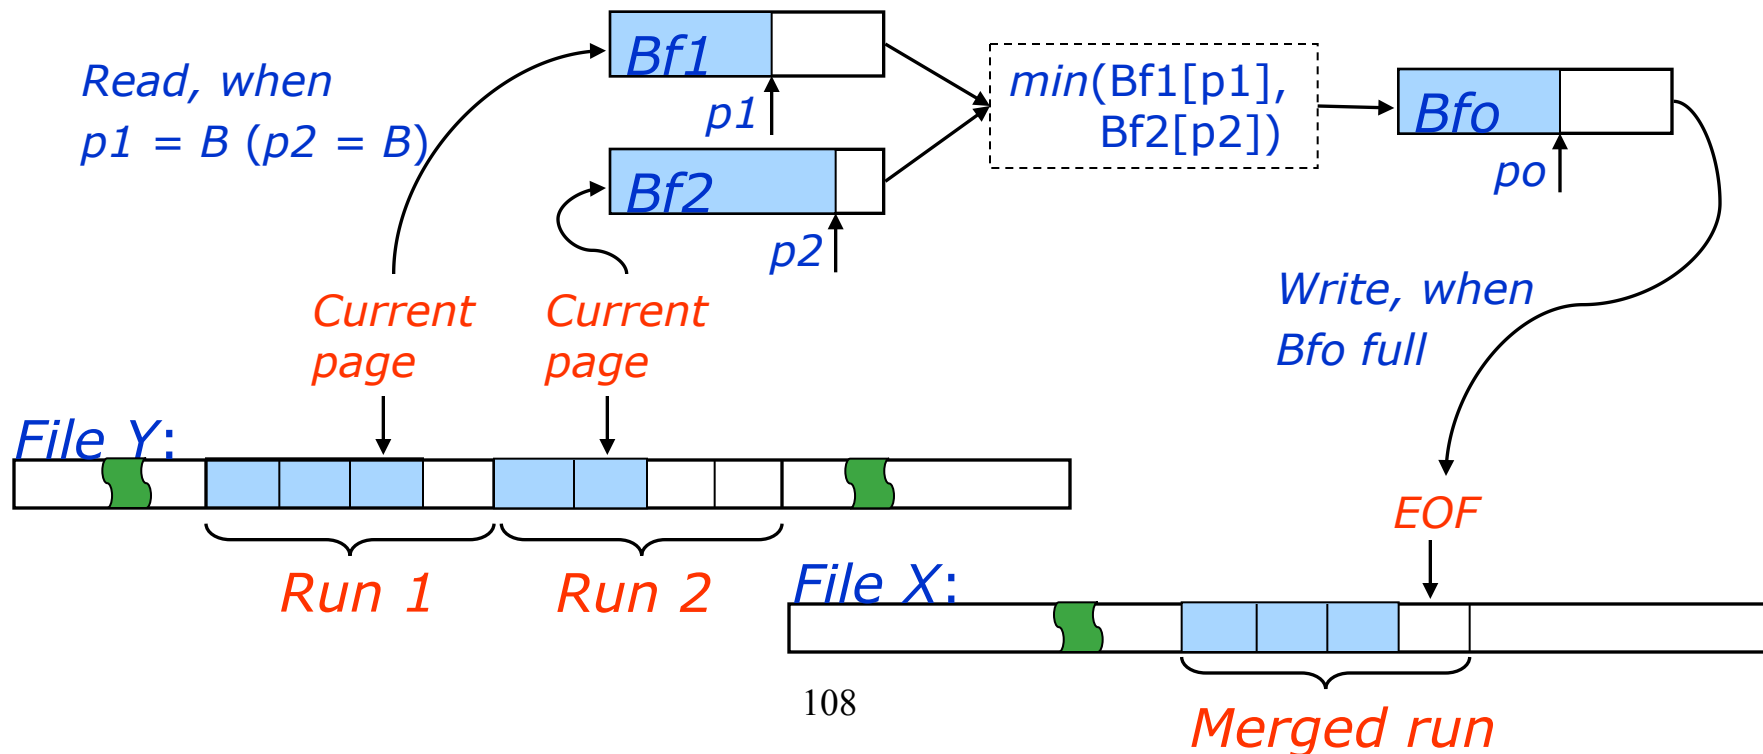 Read, when
p1 = B (p2 = B)
Bf1
p1
Bf2
p2
min(Bf1[p1],
Bf2[p2])
Bfo
po
Current
page
Current
page
Write, when
Bfo full
File Y:
Run 1
Run 2
EOF
File X:
Merged run
108